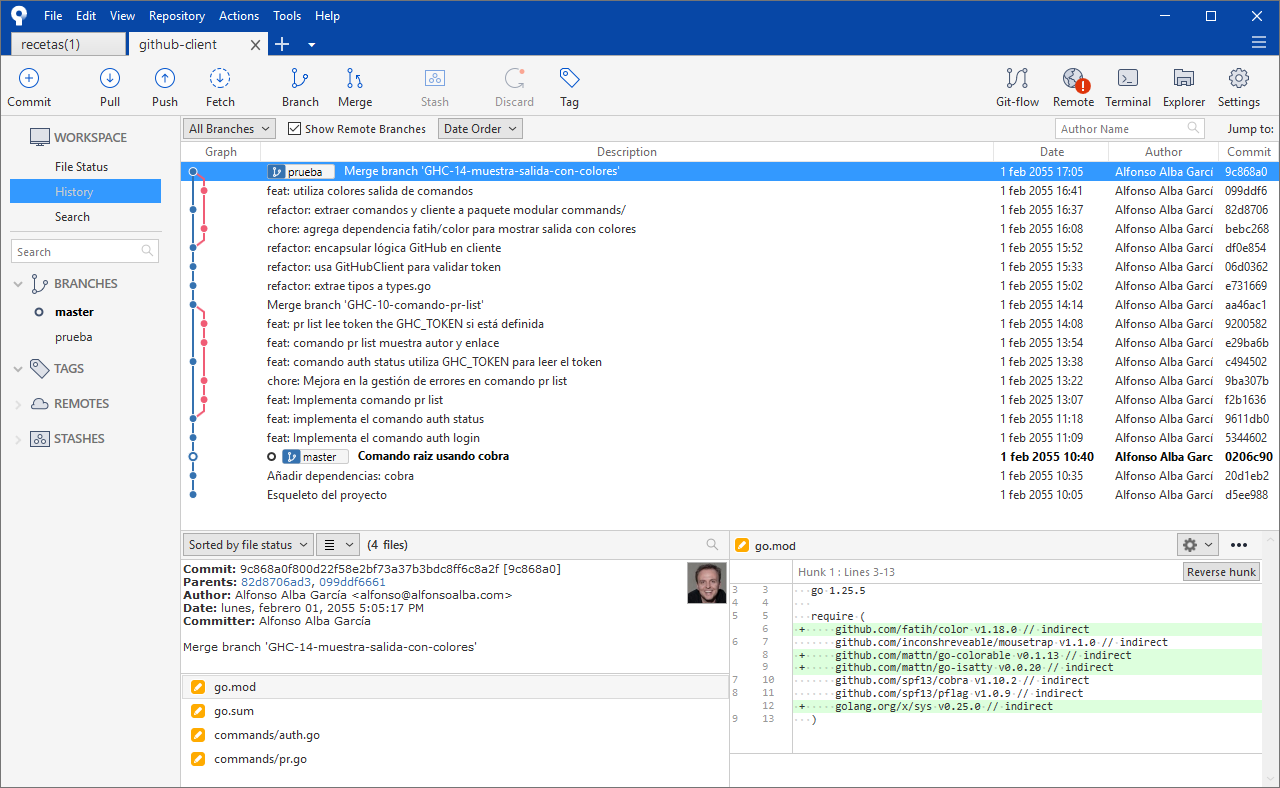 File Edit View Repository Actions Tools Help
recetas(1) github-client
Commit Pull Push Fetch Branch Merge Stash Discard Tag Git-flow Remote Terminal Explorer Settings
WORKSPACE
File Status
History
Search
Search
BRANCHES
master
prueba
TAGS
REMOTES
STASHES
All Branches Show Remote Branches Date Order Author Name Jump to:
Graph Description Date Author Commit
prueba Merge branch 'GHC-14-muestra-salida-con-colores' 1 feb 2055 17:05 Alfonso Alba Garcí 9c868a0
feat: utiliza colores salida de comandos 1 feb 2055 16:41 Alfonso Alba Garcí 099ddf6
refactor: extraer comandos y cliente a paquete modular commands/ 1 feb 2055 16:37 Alfonso Alba Garcí 82d8706
chore: agrega dependencia fatih/color para mostrar salida con colores 1 feb 2055 16:08 Alfonso Alba Garcí bebc268
refactor: encapsular lógica GitHub en cliente 1 feb 2055 15:52 Alfonso Alba Garcí df0e854
refactor: usa GitHubClient para validar token 1 feb 2055 15:33 Alfonso Alba Garcí 06d0362
refactor: extrae tipos a types.go 1 feb 2055 15:02 Alfonso Alba Garcí e731669
Merge branch 'GHC-10-comando-pr-list' 1 feb 2055 14:14 Alfonso Alba Garcí aa46ac1
feat: pr list lee token the GHC_TOKEN si está definida 1 feb 2055 14:08 Alfonso Alba Garcí 9200582
feat: comando pr list muestra autor y enlace 1 feb 2055 13:54 Alfonso Alba Garcí e29ba6b
feat: comando auth status utiliza GHC_TOKEN para leer el token 1 feb 2025 13:38 Alfonso Alba Garcí c494502
chore: Mejora en la gestión de errores en comando pr list 1 feb 2025 13:22 Alfonso Alba Garcí 9ba307b
feat: Implementa comando pr list 1 feb 2025 13:07 Alfonso Alba Garcí f2b1636
feat: implementa el comando auth status 1 feb 2055 11:18 Alfonso Alba Garcí 9611db0
feat: Implementa el comando auth login 1 feb 2055 11:09 Alfonso Alba Garcí 5344602
master Comando raiz usando cobra 1 feb 2055 10:40 Alfonso Alba Garc 0206c90
Añadir dependencias: cobra 1 feb 2055 10:35 Alfonso Alba Garcí 20d1eb2
Esqueleto del proyecto 1 feb 2055 10:05 Alfonso Alba Garcí d5ee988
Sorted by file status (4 files)
Commit: 9c868a0f800d22f58e2bf73a37b3bdc8ff6c8a2f [9c868a0]
Parents: 82d8706ad3, 099ddf6661
Author: Alfonso Alba García <alfonso@alfonsoalba.com>
Date: lunes, febrero 01, 2055 5:05:17 PM
Committer: Alfonso Alba García
Merge branch 'GHC-14-muestra-salida-con-colores'
go.mod
go.sum
commands/auth.go
commands/pr.go
go.mod
Hunk 1 : Lines 3-13 Reverse hunk
3 3 go 1.25.5
4 4
5 5 require (
6 + github.com/fatih/color v1.18.0 // indirect
6 7 github.com/inconshreveable/mousetrap v1.1.0 // indirect
8 + github.com/mattn/go-colorable v0.1.13 // indirect
9 + github.com/mattn/go-isatty v0.0.20 // indirect
7 10 github.com/spf13/cobra v1.10.2 // indirect
8 11 github.com/spf13/pflag v1.0.9 // indirect
12 + golang.org/x/sys v0.25.0 // indirect
9 13 )